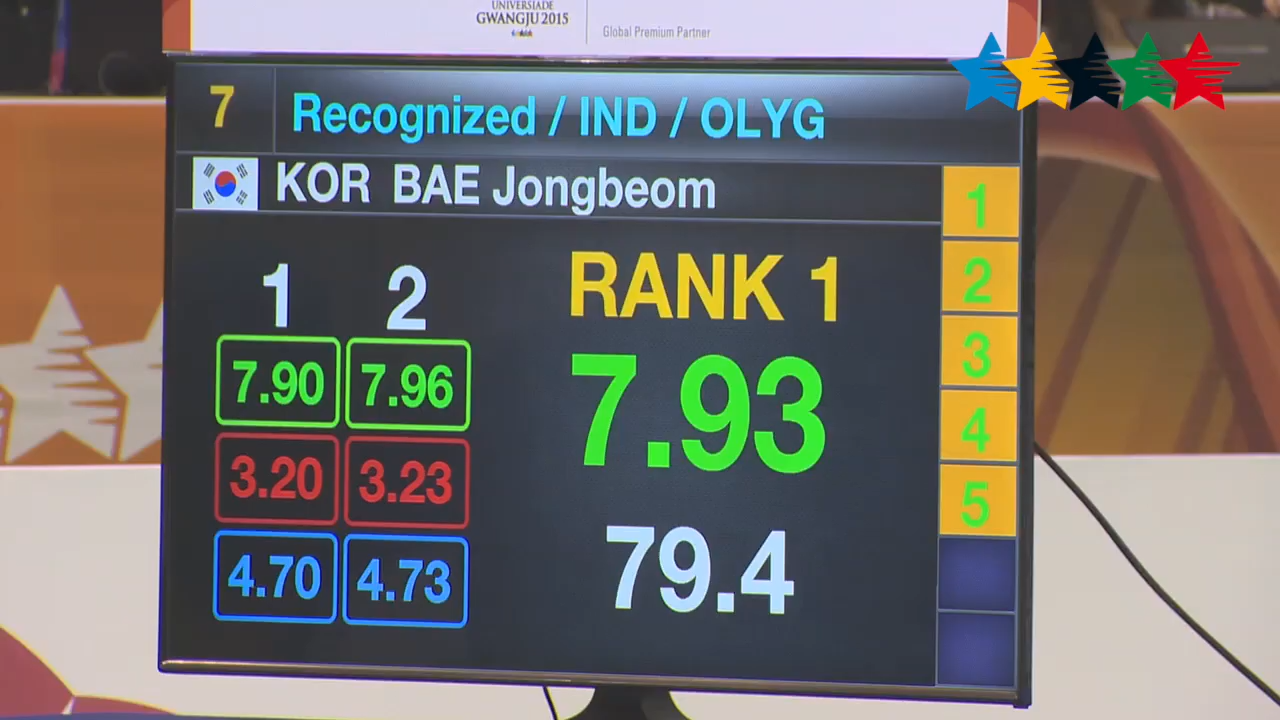 UNIVERSIADE
GWANGJU 2015
Global Premium Partner
7 Recognized / IND / OLYG
KOR BAE Jongbeom
1 2 RANK 1
7.90 7.96 7.93
3.20 3.23
4.70 4.73 79.4
1
2
3
4
5